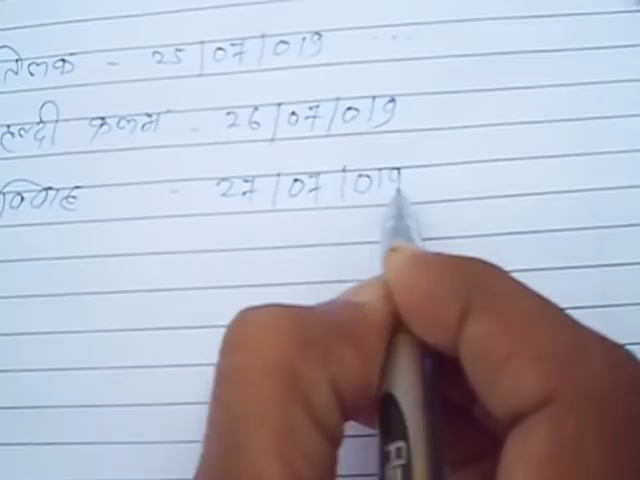 तिलक - 25/07/019 ...
हल्दी कलश - 26/07/019
विवाह - 27/07/019